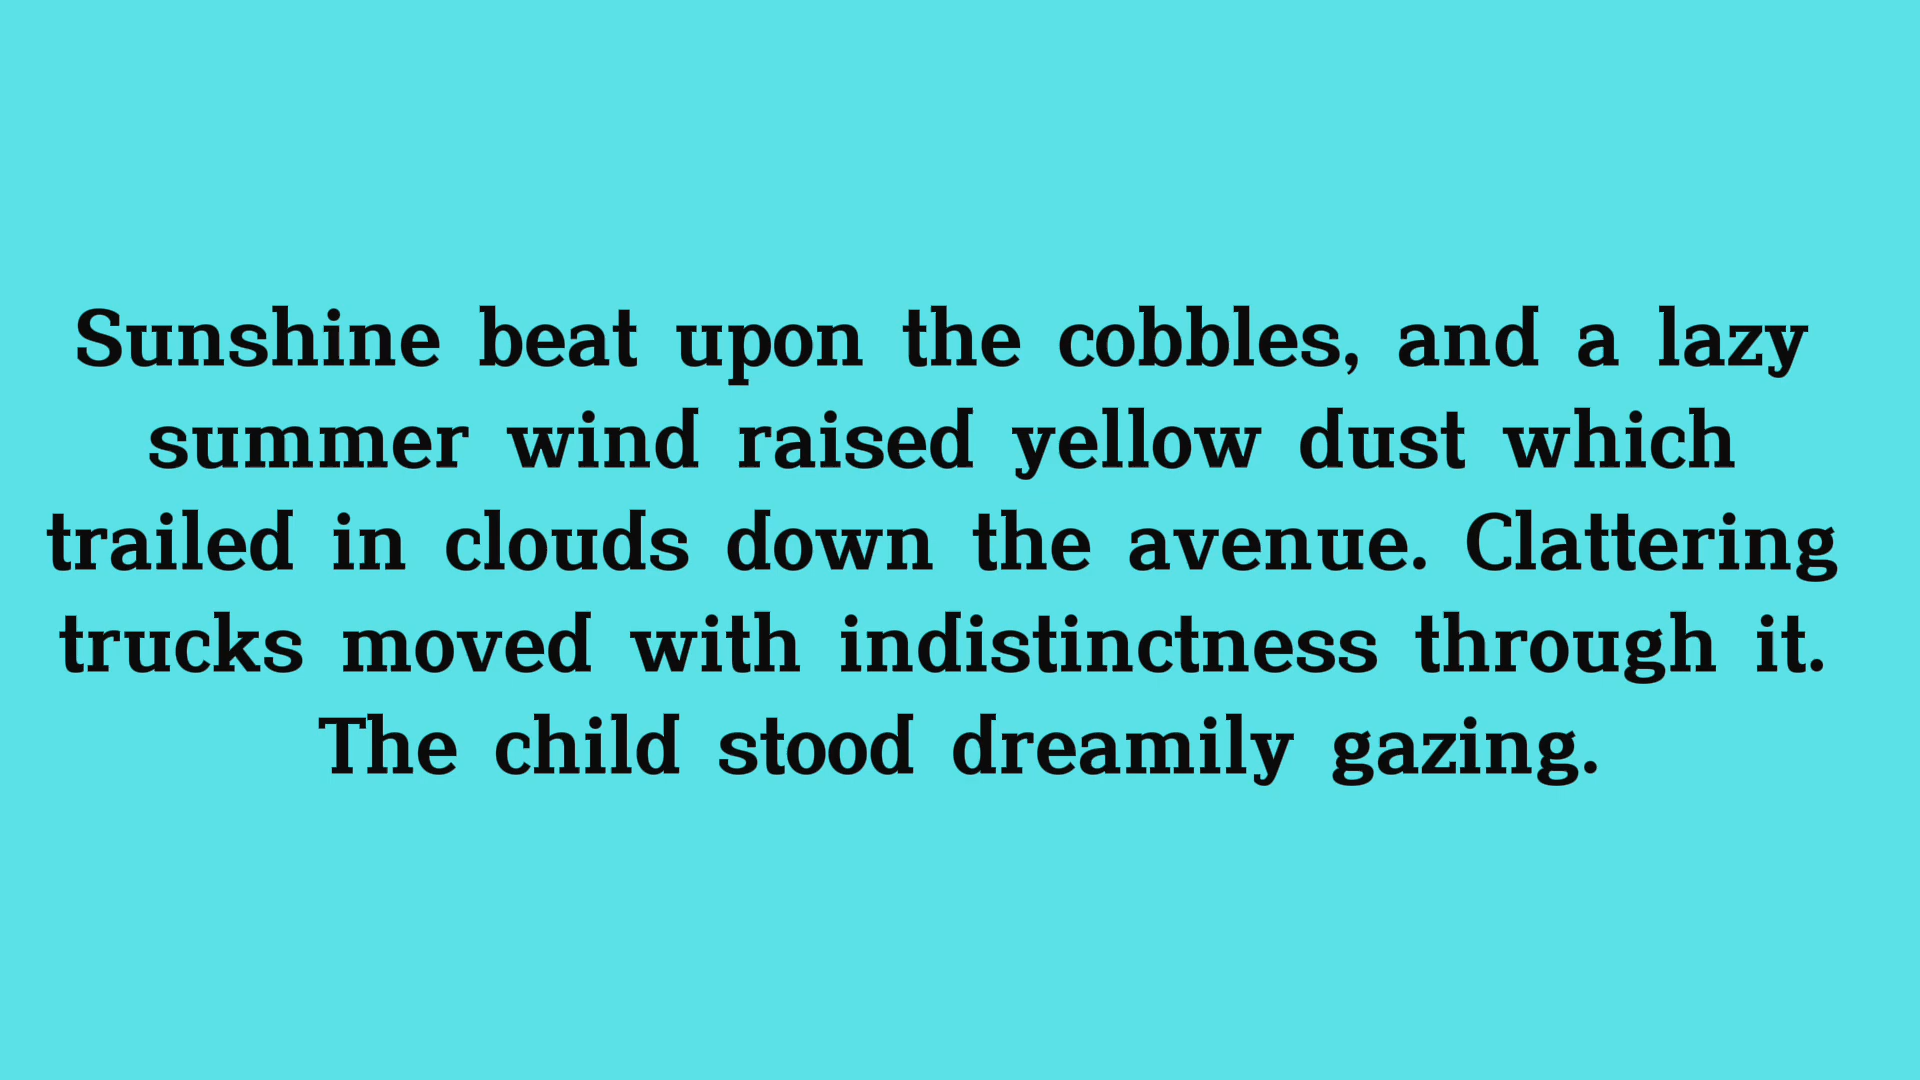 Sunshine beat upon the cobbles, and a lazy
summer wind raised yellow dust which
trailed in clouds down the avenue. Clattering
trucks moved with indistinctness through it.
The child stood dreamily gazing.